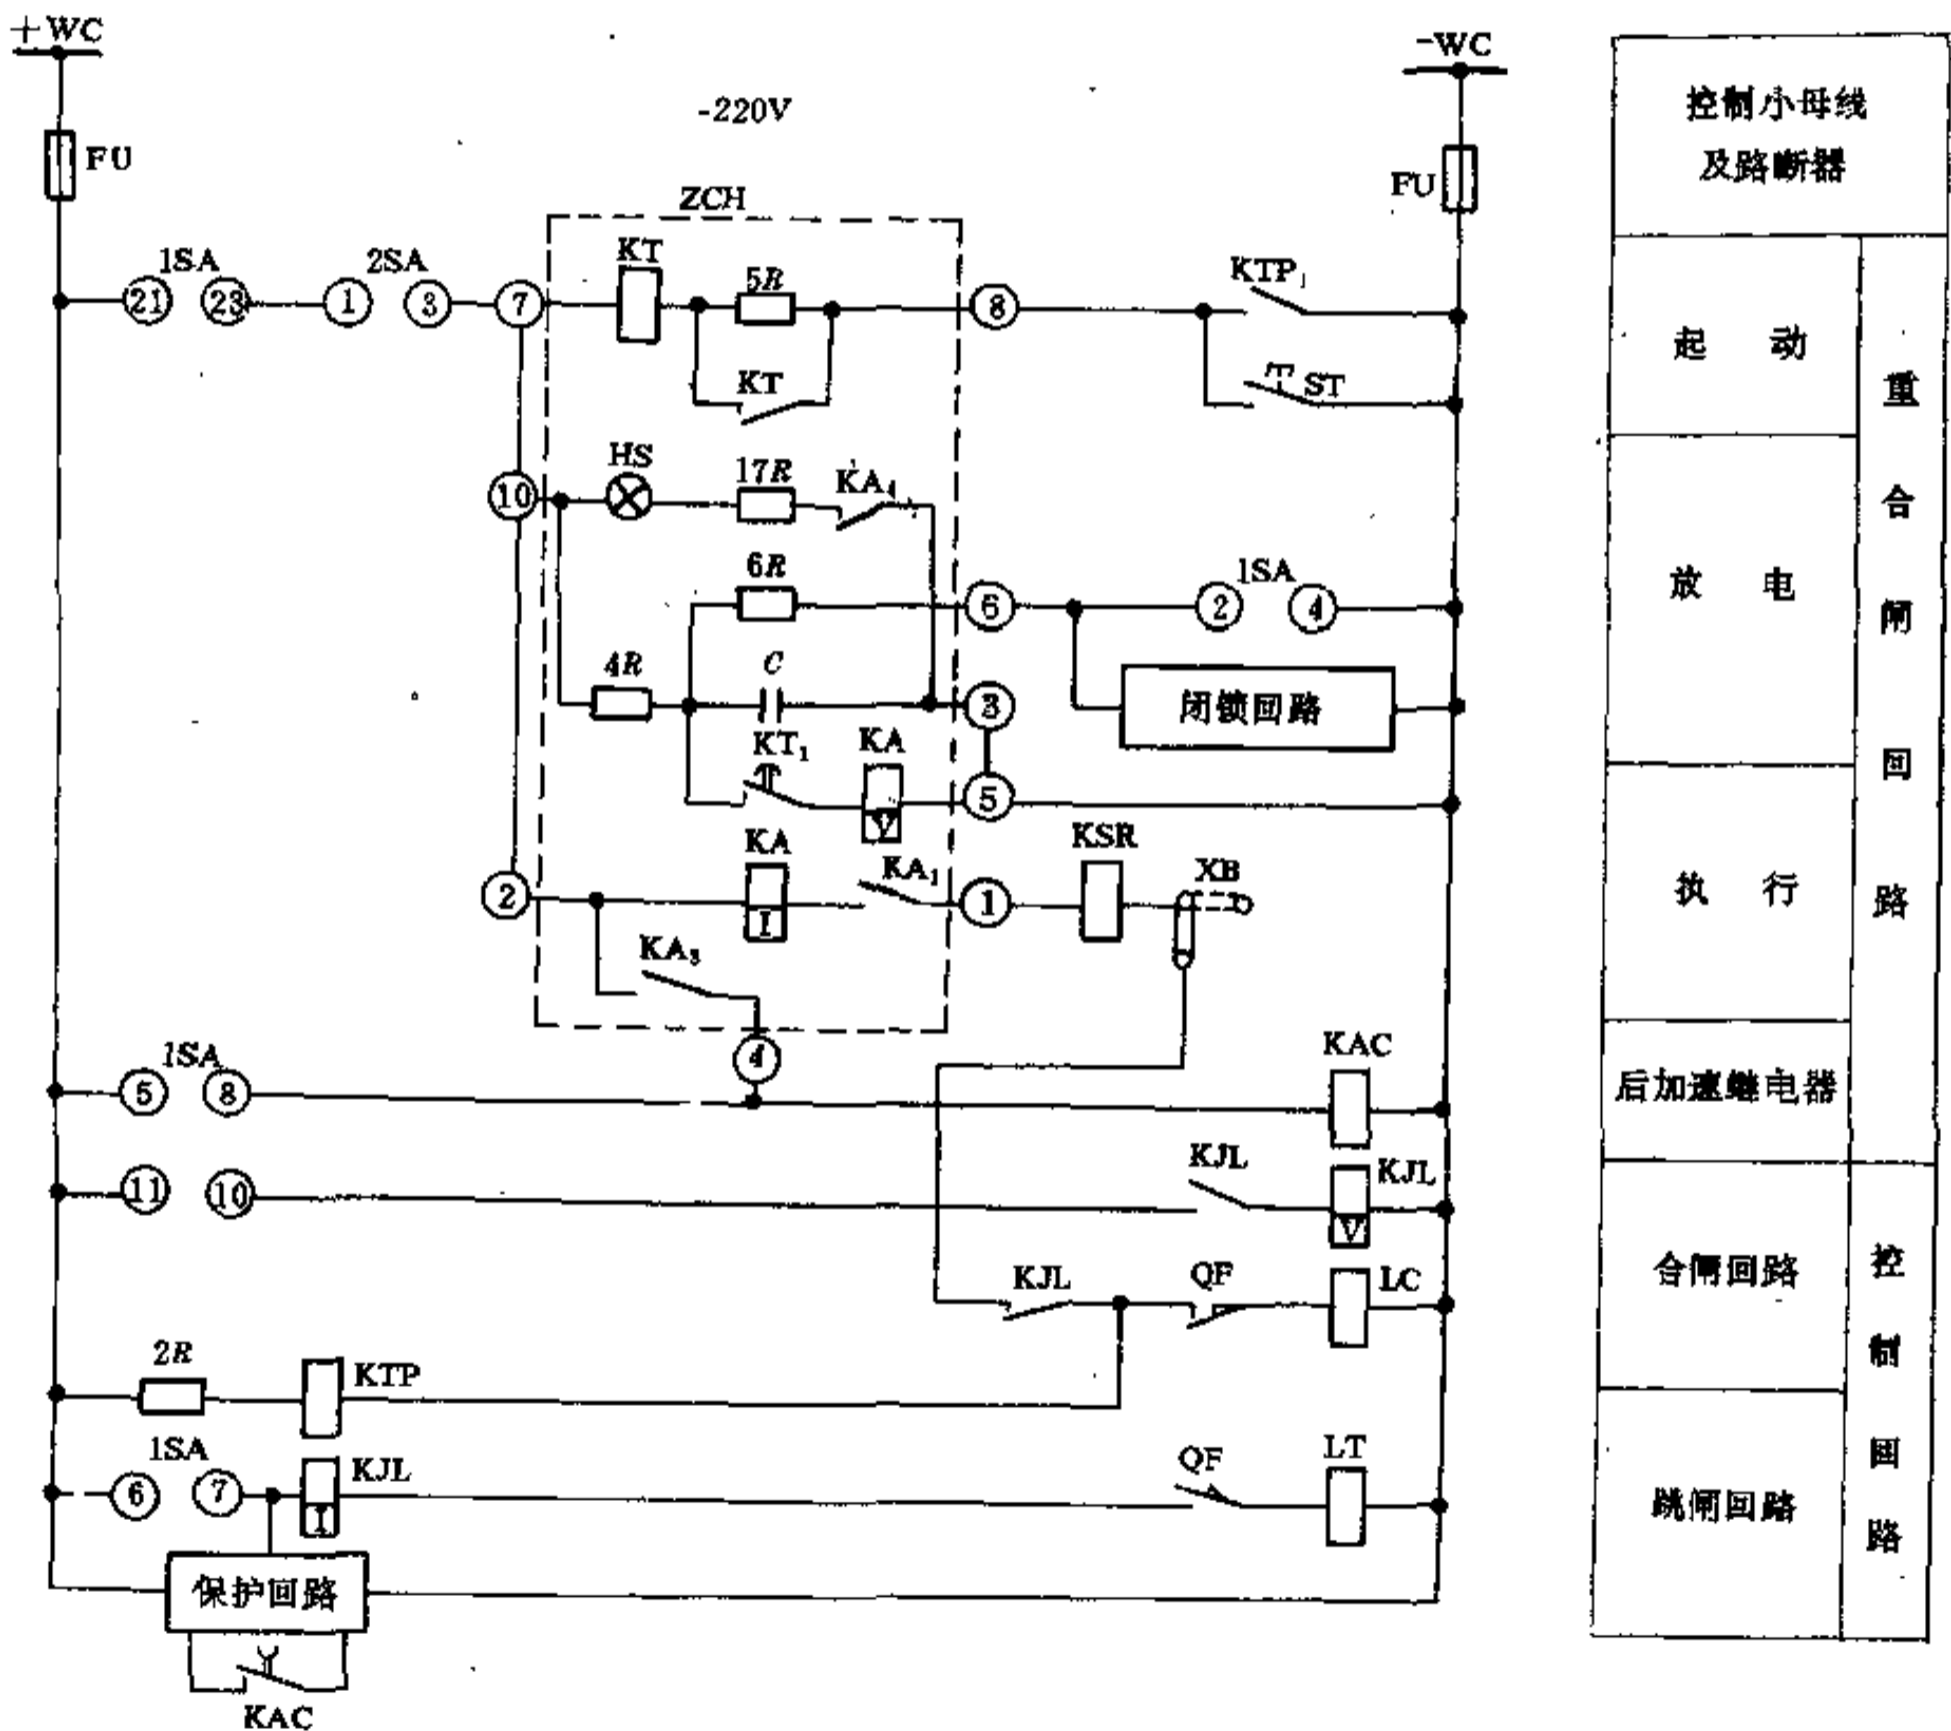 +WC
-WC
-220V
FU
FU
控制小母线
及路断器
ZCH
1SA
2SA
KT
5R
KTP₁
㉑ ㉓ ① ③ ⑦ ⑧
KT
ST
起 动
HS
17R
KA₄
⑩
6R
1SA
⑥ ② ④
放 电
4R
C
③
闭锁回路
KT₁
KA
V
⑤
KA
I
KA₁
KSR
XB
② ①
KA₃
执 行
④
重合闸回路
1SA
⑤ ⑧
KAC
后加速继电器
⑪ ⑩
KJL
KJL
V
KJL
QF
LC
合闸回路
2R
KTP
1SA
⑥ ⑦
KJL
I
QF
LT
跳闸回路
控制回路
保护回路
KAC